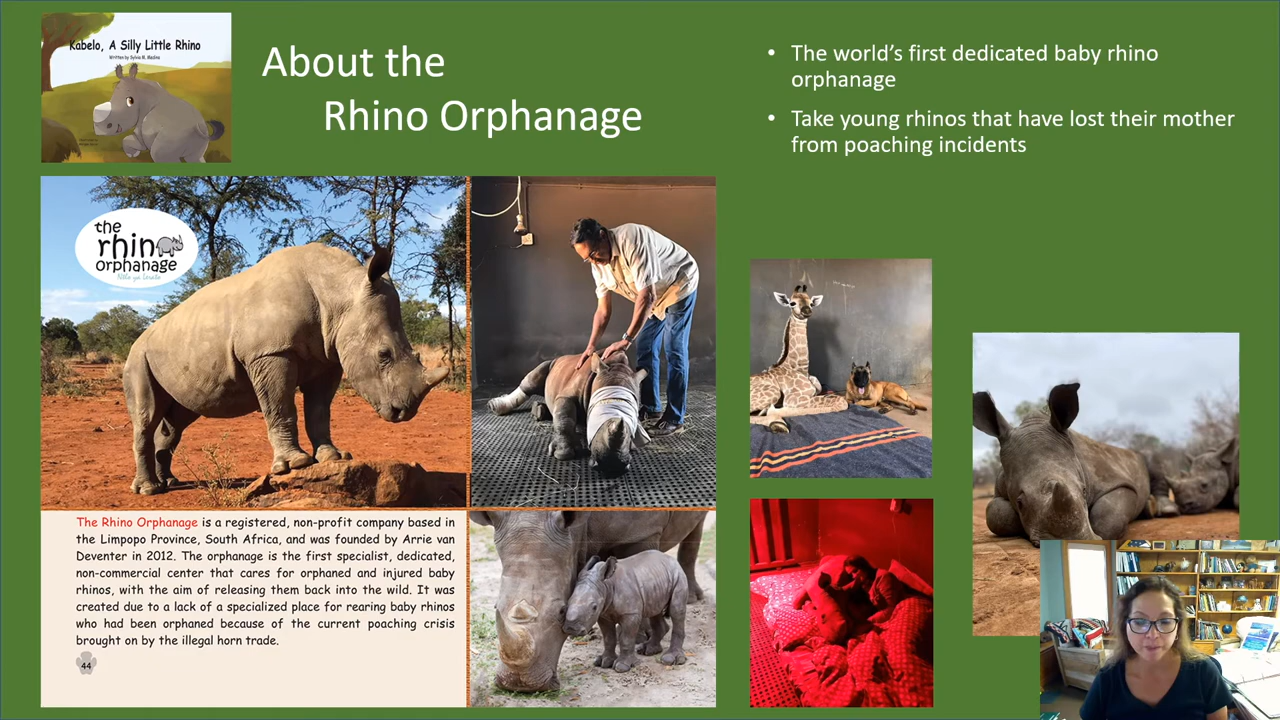 Kabelo, A Silly Little Rhino
Written by Sylvia M. Medina
About the
Rhino Orphanage
• The world’s first dedicated baby rhino
orphanage
• Take young rhinos that have lost their mother
from poaching incidents
the
rhino
orphanage
The Rhino Orphanage is a registered, non-profit company based in
the Limpopo Province, South Africa, and was founded by Arrie van
Deventer in 2012. The orphanage is the first specialist, dedicated,
non-commercial center that cares for orphaned and injured baby
rhinos, with the aim of releasing them back into the wild. It was
created due to a lack of a specialized place for rearing baby rhinos
who had been orphaned because of the current poaching crisis
brought on by the illegal horn trade.
44